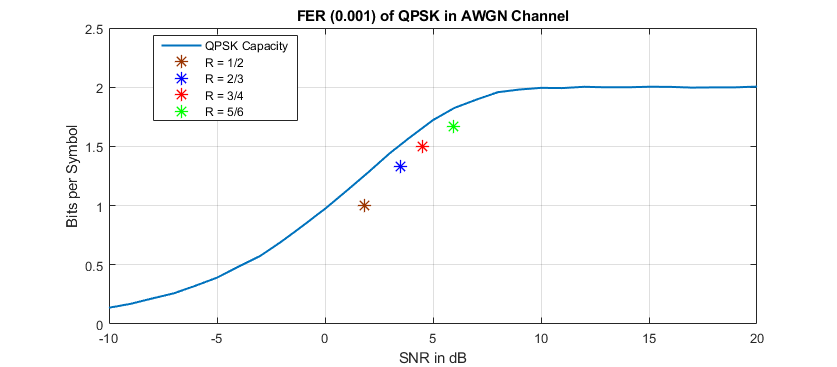 FER (0.001) of QPSK in AWGN Channel
QPSK Capacity
R = 1/2
R = 2/3
R = 3/4
R = 5/6
2.5
2
1.5
1
0.5
0
Bits per Symbol
-10 -5 0 5 10 15 20
SNR in dB